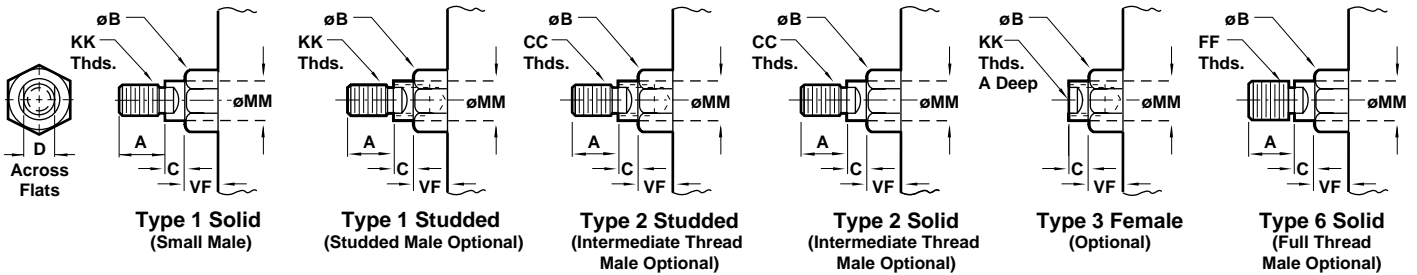 D
Across
Flats
øB
KK
Thds.
øMM
A
C
VF
Type 1 Solid
(Small Male)
øB
KK
Thds.
øMM
A
C
VF
Type 1 Studded
(Studded Male Optional)
øB
CC
Thds.
øMM
A
C
VF
Type 2 Studded
(Intermediate Thread
Male Optional)
øB
CC
Thds.
øMM
A
C
VF
Type 2 Solid
(Intermediate Thread
Male Optional)
øB
KK
Thds.
A Deep
øMM
C
VF
Type 3 Female
(Optional)
øB
FF
Thds.
øMM
A
C
VF
Type 6 Solid
(Full Thread
Male Optional)